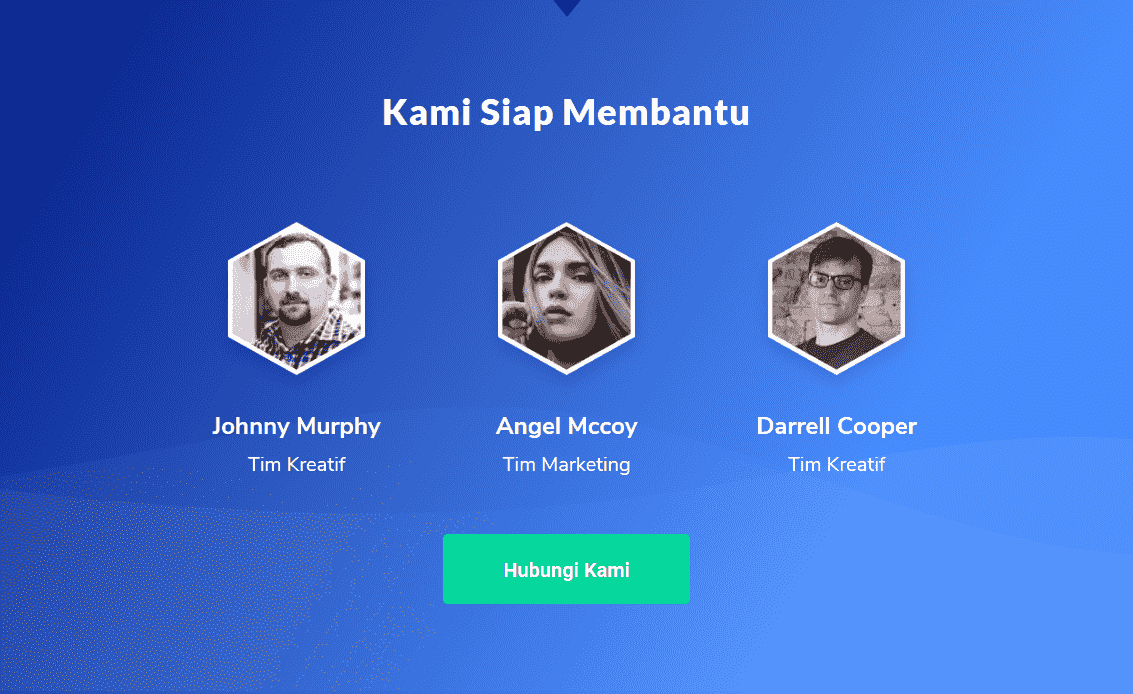 Kami Siap Membantu
Johnny Murphy
Angel Mccoy
Darrell Cooper
Tim Kreatif
Tim Marketing
Tim Kreatif
Hubungi Kami